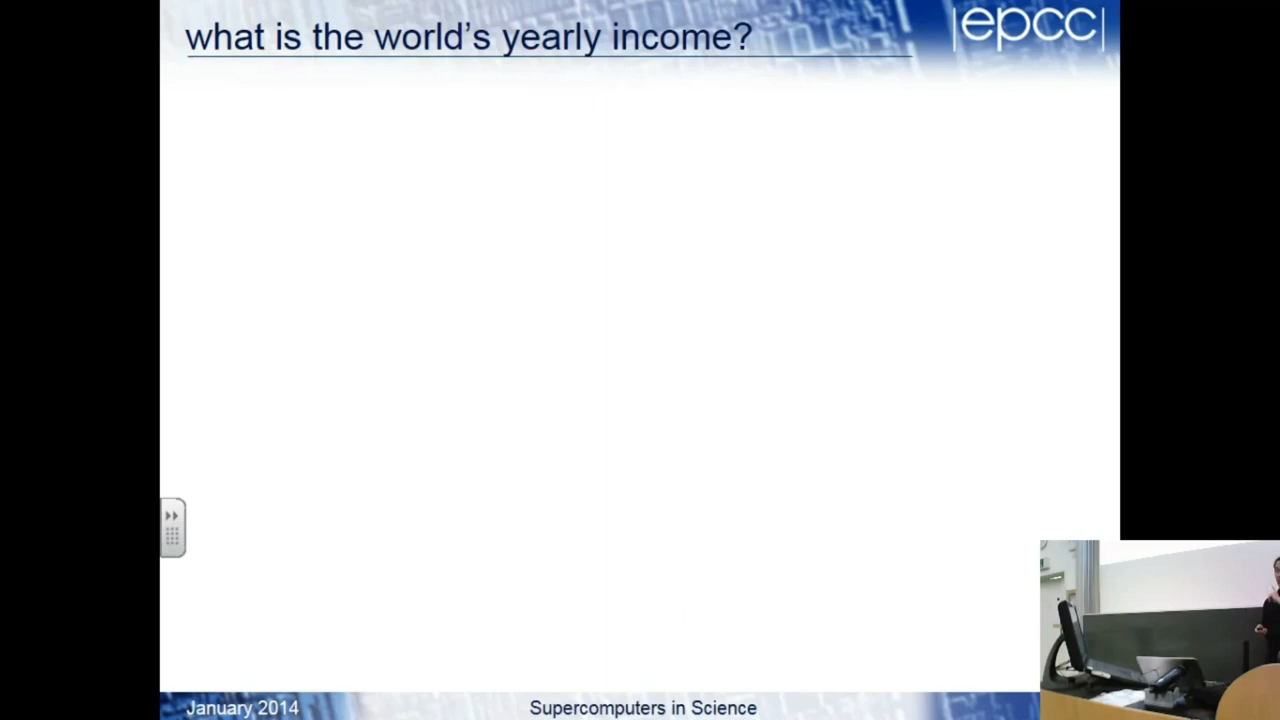 what is the world's yearly income?
|epcc|
January 2014
Supercomputers in Science